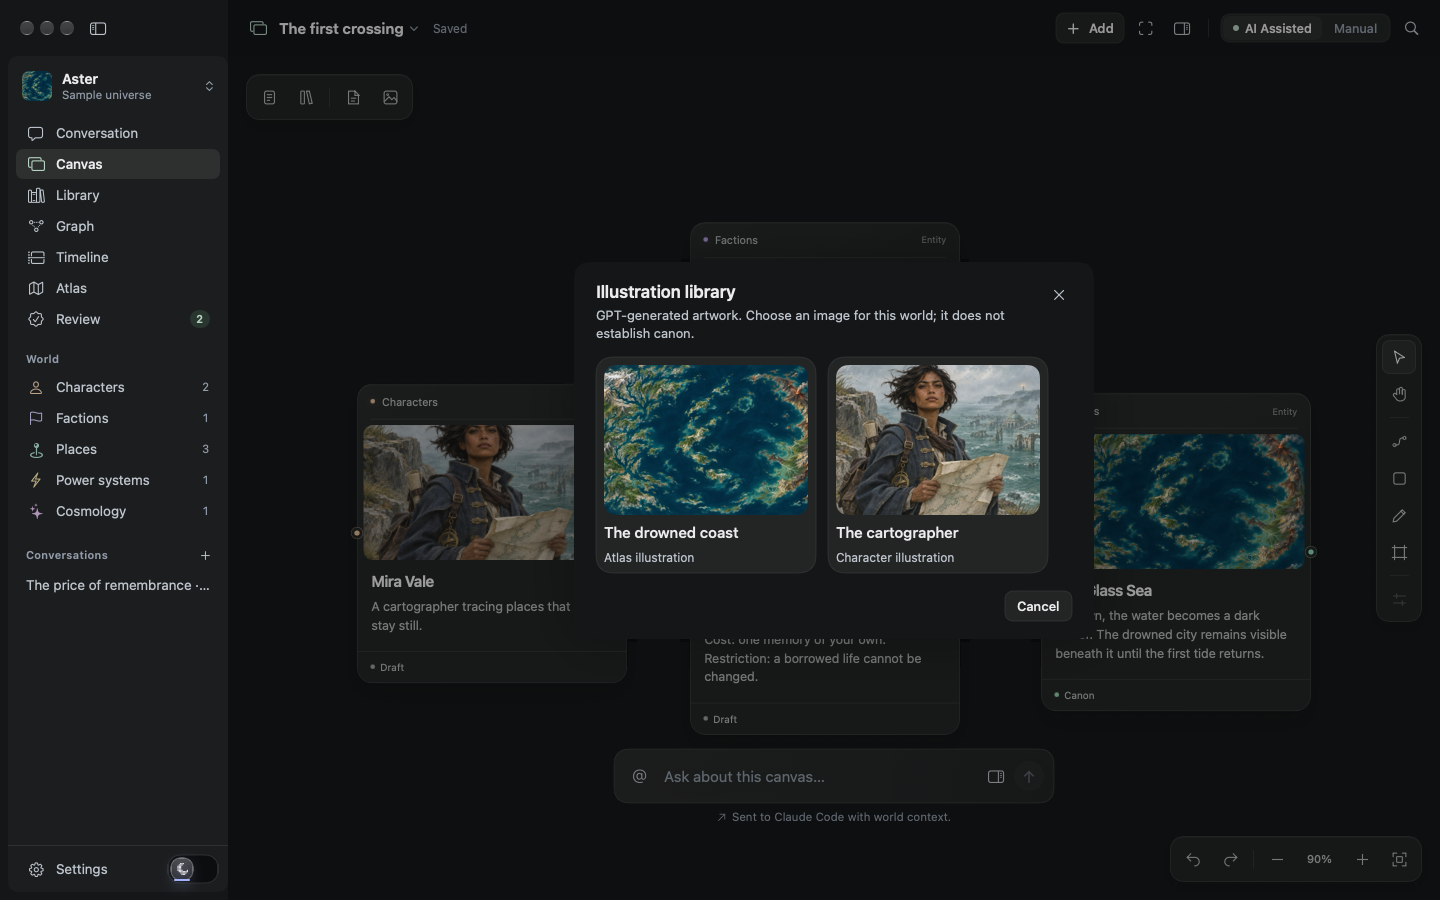 The first crossing
Saved
Add
AI Assisted
Manual
Aster
Sample universe
Conversation
Canvas
Library
Graph
Timeline
Atlas
Review
2
World
Characters
2
Factions
1
Places
3
Power systems
1
Cosmology
1
Conversations
The price of remembrance ·...
Settings
Factions
Entity
Illustration library
GPT-generated artwork. Choose an image for this world; it does not
establish canon.
The drowned coast
Atlas illustration
The cartographer
Character illustration
Cancel
Characters
Mira Vale
A cartographer tracing places that
stay still.
Draft
Cost: one memory of your own.
Restriction: a borrowed life cannot be
changed.
Draft
Entity
Glass Sea
the water becomes a dark
The drowned city remains visible
beneath it until the first tide returns.
Canon
@
Ask about this canvas...
Sent to Claude Code with world context.
90%